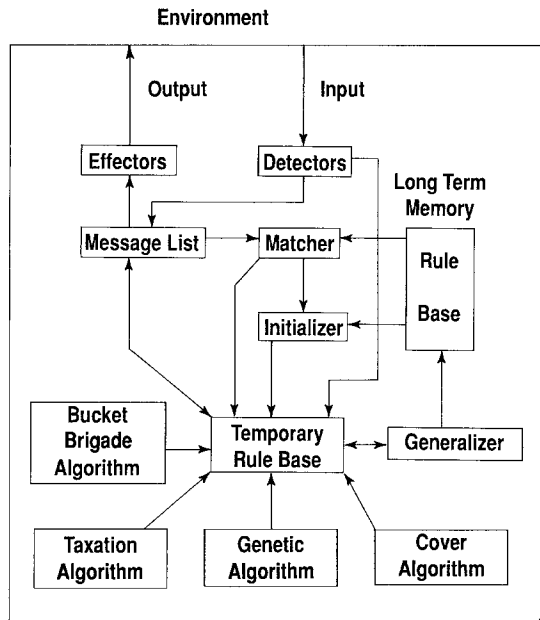 Environment
Output
Input
Effectors
Detectors
Long Term
Memory
Message List
Matcher
Rule
Base
Initializer
Bucket
Brigade
Algorithm
Temporary
Rule Base
Generalizer
Taxation
Algorithm
Genetic
Algorithm
Cover
Algorithm